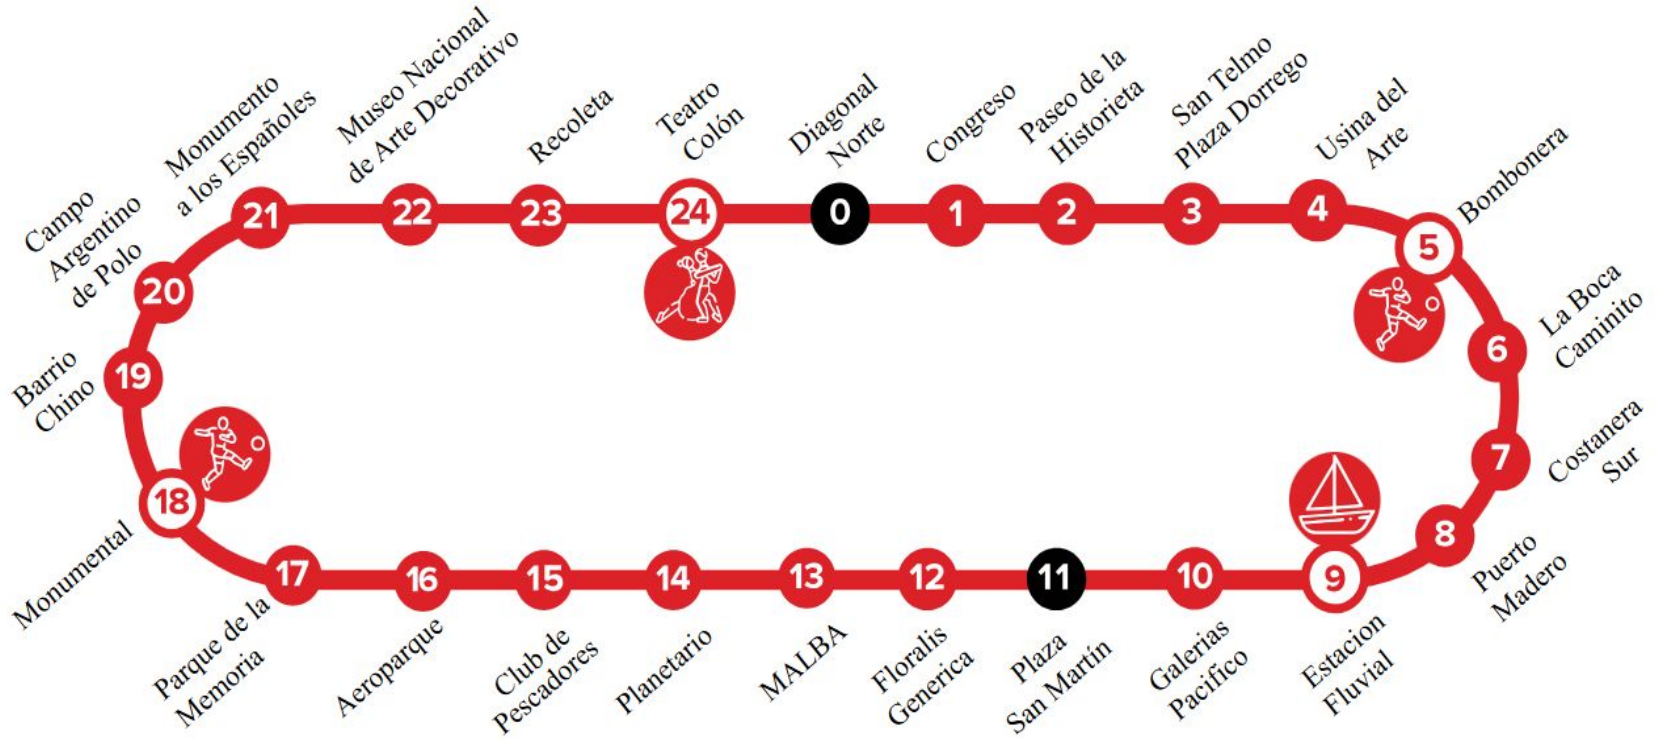 Diagonal
Norte
0
Congreso
1
Paseo de la
Historieta
2
San Telmo
Plaza Dorrego
3
Usina del
Arte
4
Bombonera
5
La Boca
Caminito
6
Costanera
Sur
7
Puerto
Madero
8
Estacion
Fluvial
9
Galerias
Pacifico
10
Plaza
San Martín
11
Floralis
Generica
12
MALBA
13
Planetario
14
Club de
Pescadores
15
Aeroparque
16
Parque de la
Memoria
17
Monumental
18
Barrio
Chino
19
Campo
Argentino
de Polo
20
Monumento
a los Españoles
21
Museo Nacional
de Arte Decorativo
22
Recoleta
23
Teatro
Colón
24